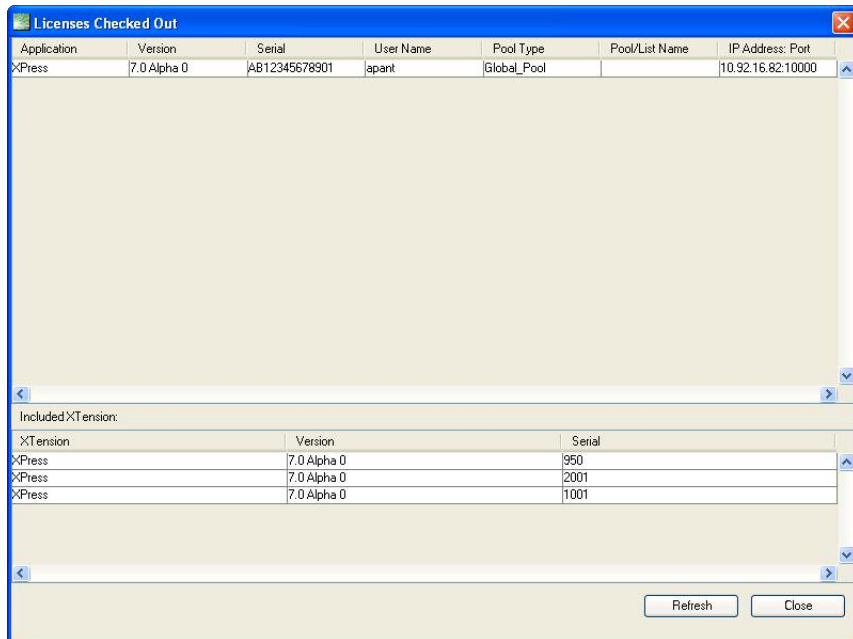 Licenses Checked Out
Application Version Serial User Name Pool Type Pool/List Name IP Address: Port
XPress 7.0 Alpha 0 AB12345678901 apant Global_Pool 10.92.16.82:10000
Included XTension:
XTension Version Serial
XPress 7.0 Alpha 0 950
XPress 7.0 Alpha 0 2001
XPress 7.0 Alpha 0 1001
Refresh Close